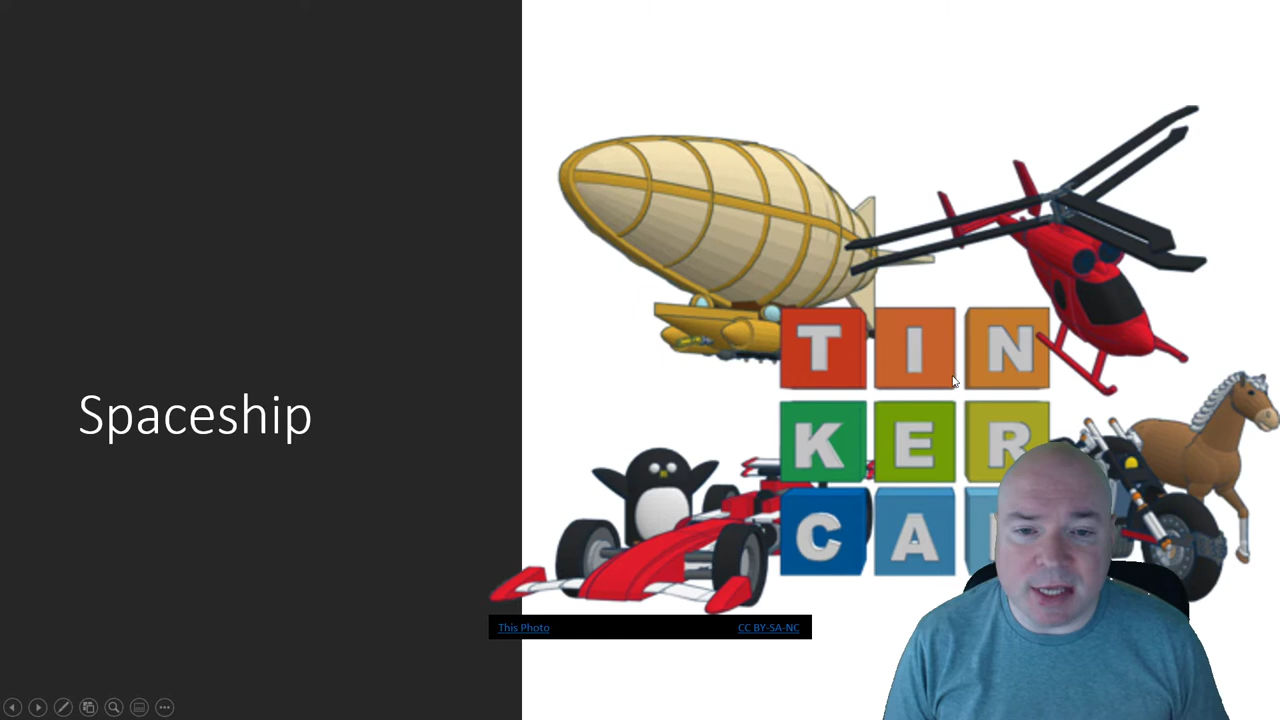 Spaceship
T I N
K E R
C A
This Photo
CC BY-SA-NC